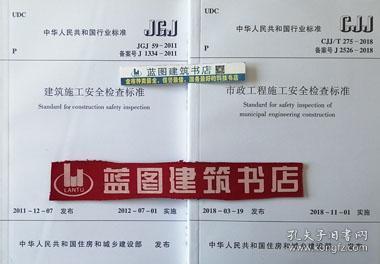 UDC
中华人民共和国行业标准
JGJ
P
JGJ 59-2011
备案号 J 1334-2011
建筑施工安全检查标准
Standard for construction safety inspection
2011-12-07 发布
2012-07-01 实施
中华人民共和国住房和城乡建设部 发布
UDC
中华人民共和国行业标准
CJJ
P
CJJ/T 275-2018
备案号 J 2526-2018
市政工程施工安全检查标准
Standard for safety inspection of
municipal engineering construction
2018-03-19 发布
2018-11-01 实施
中华人民共和国住房和城乡建设部 发布
蓝图建筑书店
LANTU
蓝图建筑书店
孔夫子旧书网